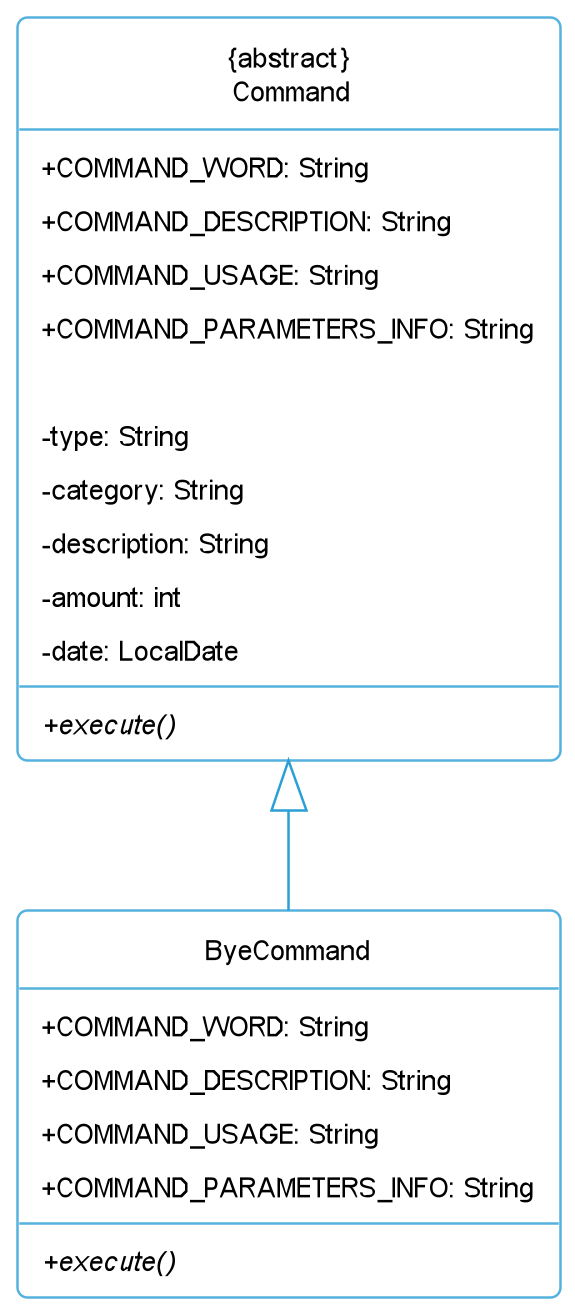 {abstract}
Command
+COMMAND_WORD: String
+COMMAND_DESCRIPTION: String
+COMMAND_USAGE: String
+COMMAND_PARAMETERS_INFO: String
-type: String
-category: String
-description: String
-amount: int
-date: LocalDate
+execute()
ByeCommand
+COMMAND_WORD: String
+COMMAND_DESCRIPTION: String
+COMMAND_USAGE: String
+COMMAND_PARAMETERS_INFO: String
+execute()